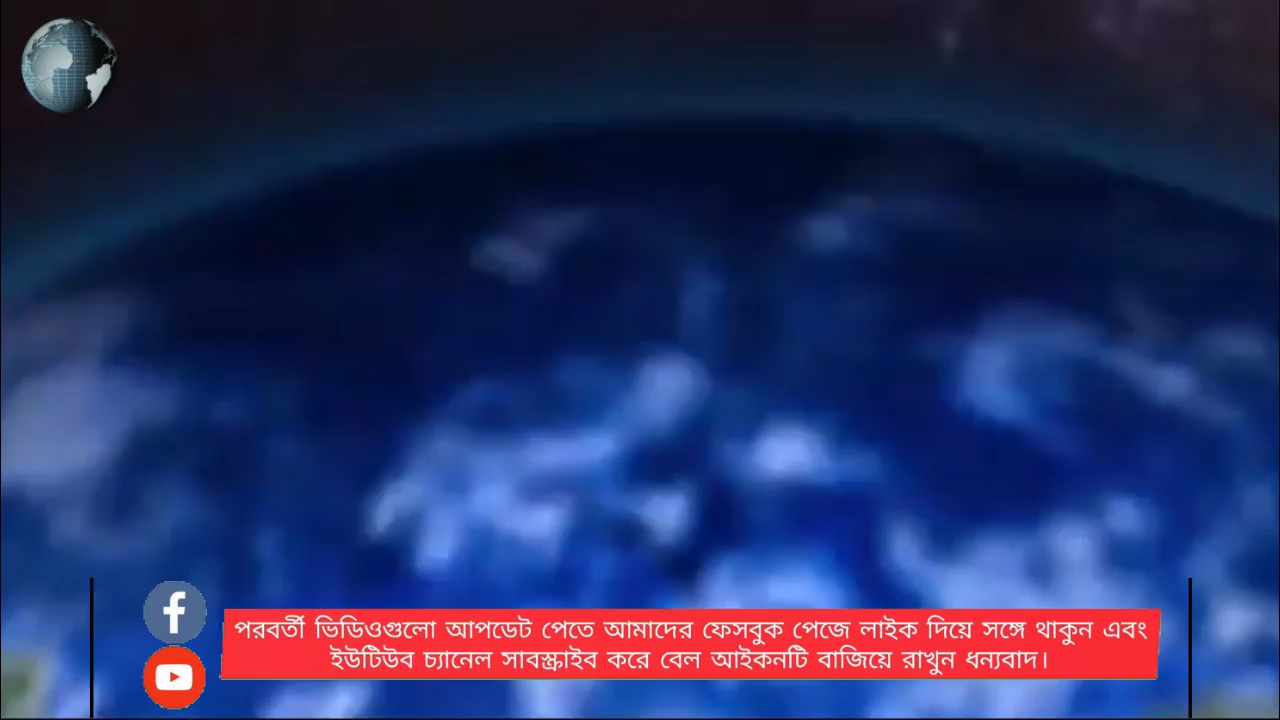 পরবর্তী ভিডিওগুলো আপডেট পেতে আমাদের ফেসবুক পেজে লাইক দিয়ে সঙ্গে থাকুন এবং
ইউটিউব চ্যানেল সাবস্ক্রাইব করে বেল আইকনটি বাজিয়ে রাখুন ধন্যবাদ।